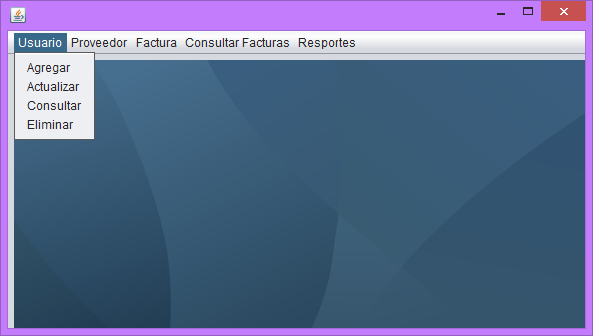 Usuario Proveedor Factura Consultar Facturas Resportes
Agregar
Actualizar
Consultar
Eliminar